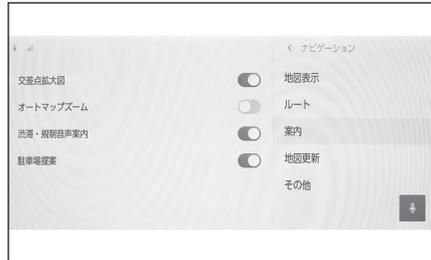 交差点拡大図
オートマップズーム
渋滞・規制音声案内
駐車場提案
ナビゲーション
地図表示
ルート
案内
地図更新
その他